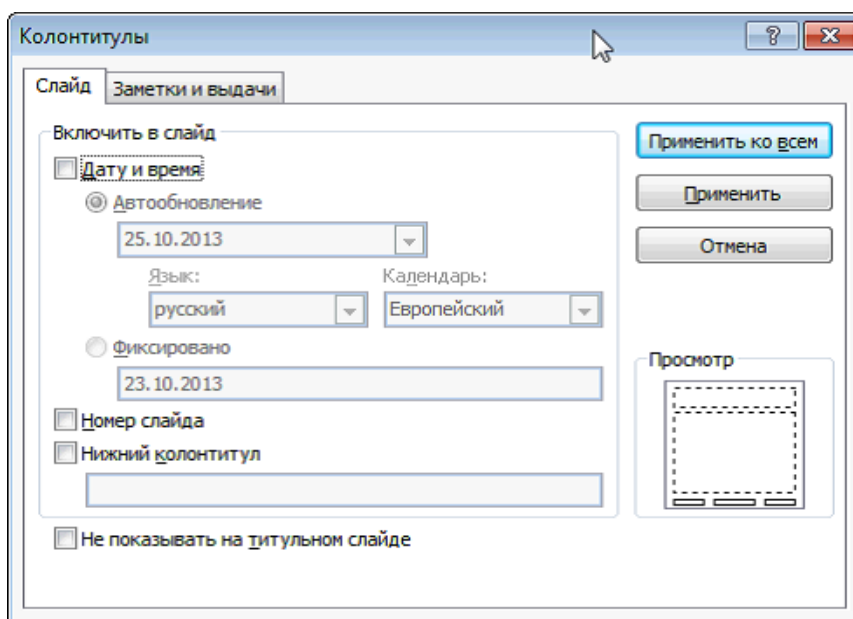 Колонтитулы
Слайд Заметки и выдачи
Включить в слайд
Дату и время
Автообновление
25.10.2013
Язык: Календарь:
русский Европейский
Фиксировано
23.10.2013
Номер слайда
Нижний колонтитул
Не показывать на титульном слайде
Применить ко всем
Применить
Отмена
Просмотр